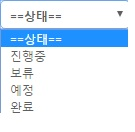 ==상태==
==상태==
진행중
보류
예정
완료